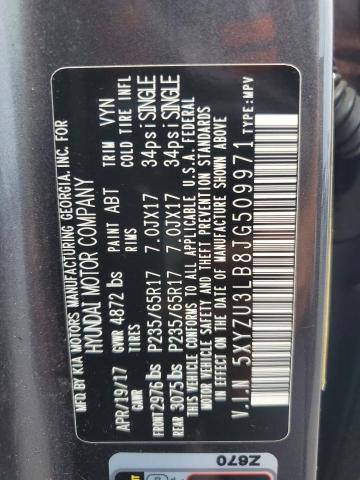 MFD BY KIA MOTORS MANUFACTURING GEORGIA, INC. FOR
HYUNDAI MOTOR COMPANY
APR/19/17 GVWR 4872 lbs PAINT ABT TRIM VYN
GAWR TIRES RIMS COLD TIRE INFL
FRONT 2976 lbs P235/65R17 7.0JX17 34psi SINGLE
REAR 3075 lbs P235/65R17 7.0JX17 34psi SINGLE
THIS VEHICLE CONFORMS TO ALL APPLICABLE U.S.A. FEDERAL
MOTOR VEHICLE SAFETY AND THEFT PREVENTION STANDARDS
IN EFFECT ON THE DATE OF MANUFACTURE SHOWN ABOVE.
V.I.N 5XYZU3LB8JG509971 TYPE:MPV
Z670